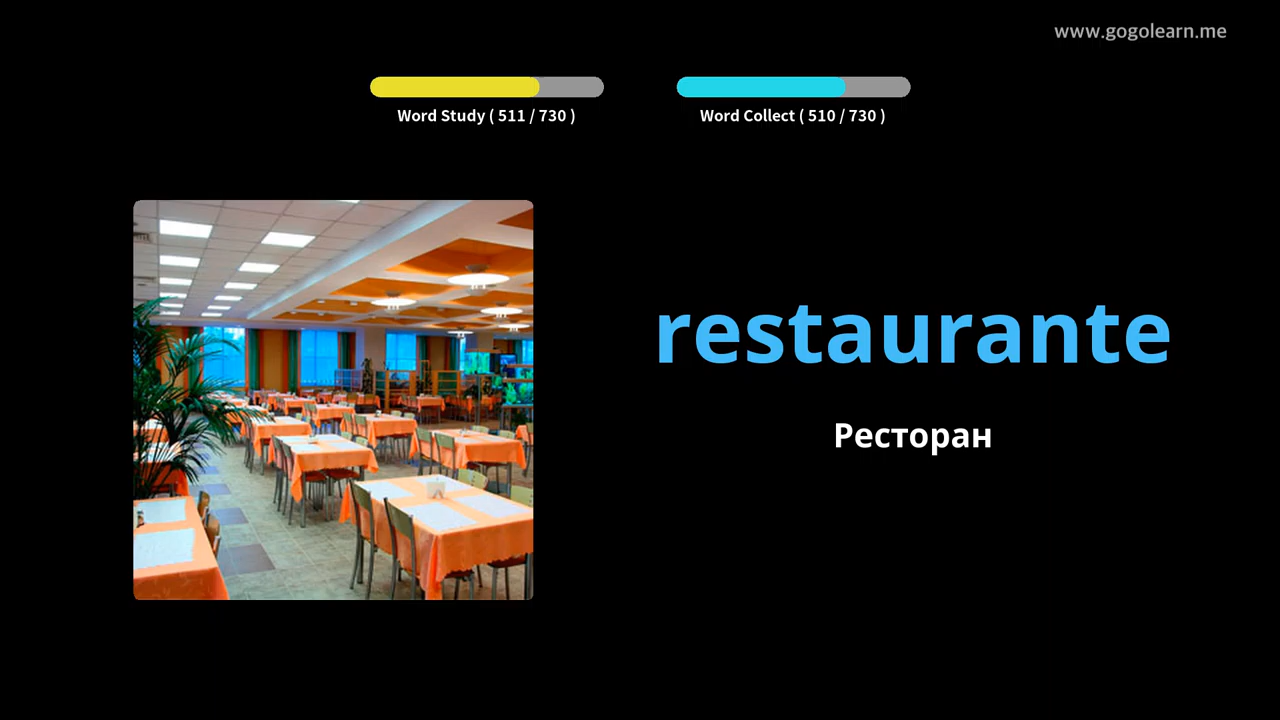 www.gogolearn.me
Word Study ( 511 / 730 )
Word Collect ( 510 / 730 )
restaurante
Ресторан